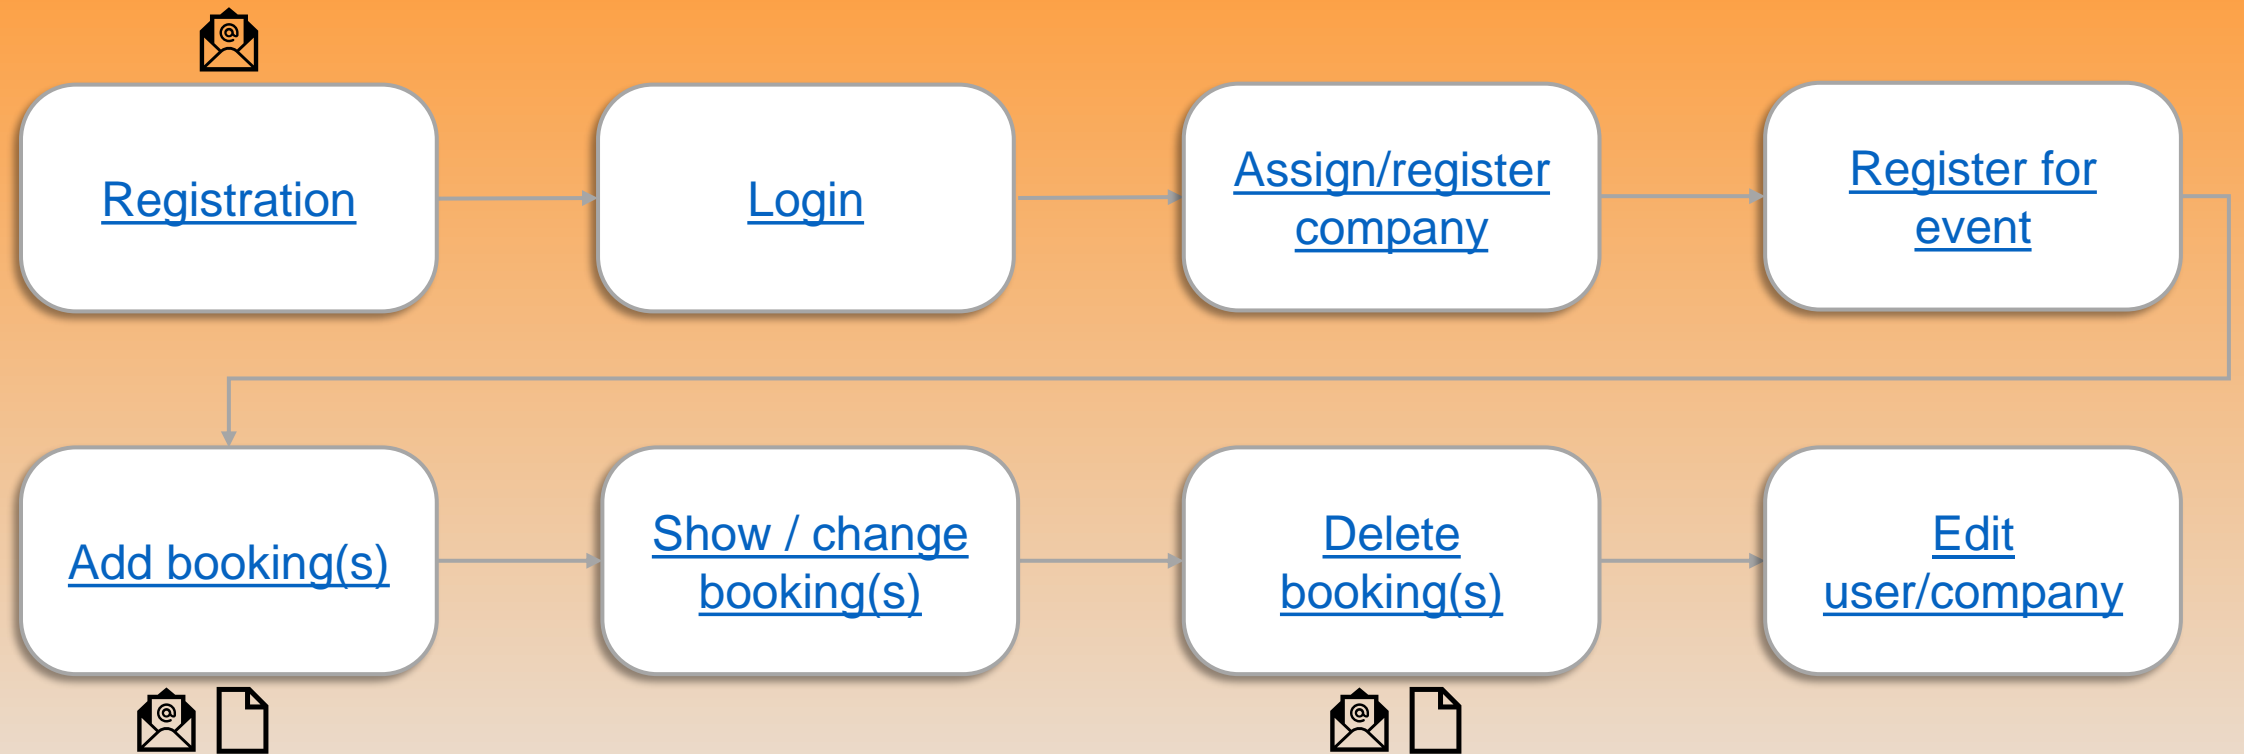 Registration
Login
Assign/register
company
Register for
event
Add booking(s)
Show / change
booking(s)
Delete
booking(s)
Edit
user/company